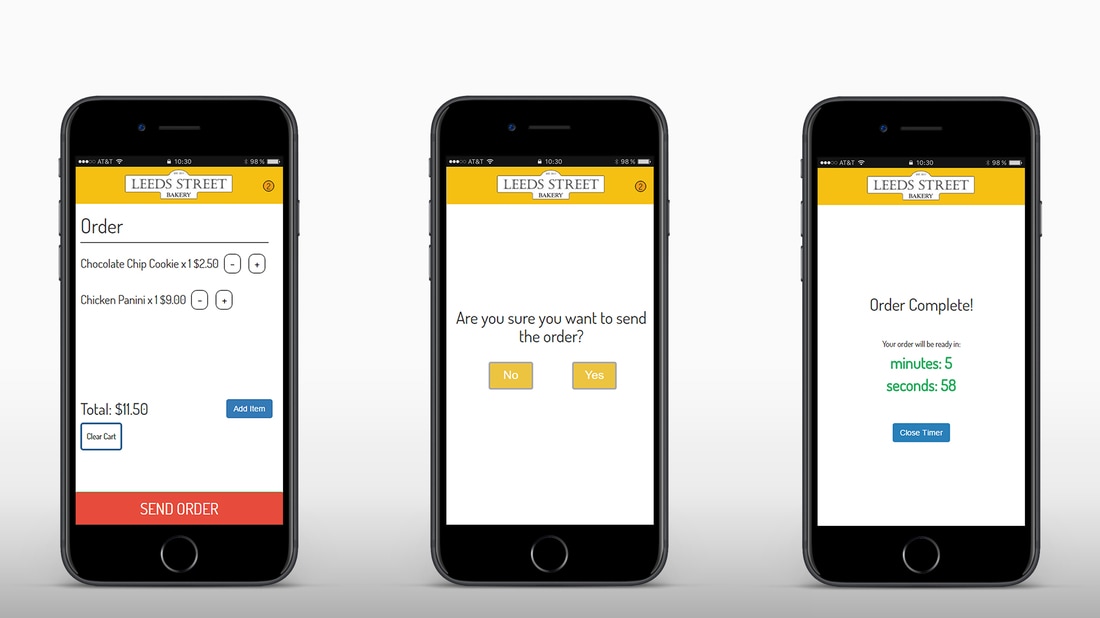 AT&T 10:30 98%
LEEDS STREET
BAKERY
2
Order
Chocolate Chip Cookie x 1 $2.50 - +
Chicken Panini x 1 $9.00 - +
Total: $11.50 Add Item
Clear Cart
SEND ORDER
AT&T 10:30 98%
LEEDS STREET
BAKERY
2
Are you sure you want to send
the order?
No Yes
AT&T 10:30 98%
LEEDS STREET
BAKERY
Order Complete!
Your order will be ready in:
minutes: 5
seconds: 58
Close Timer